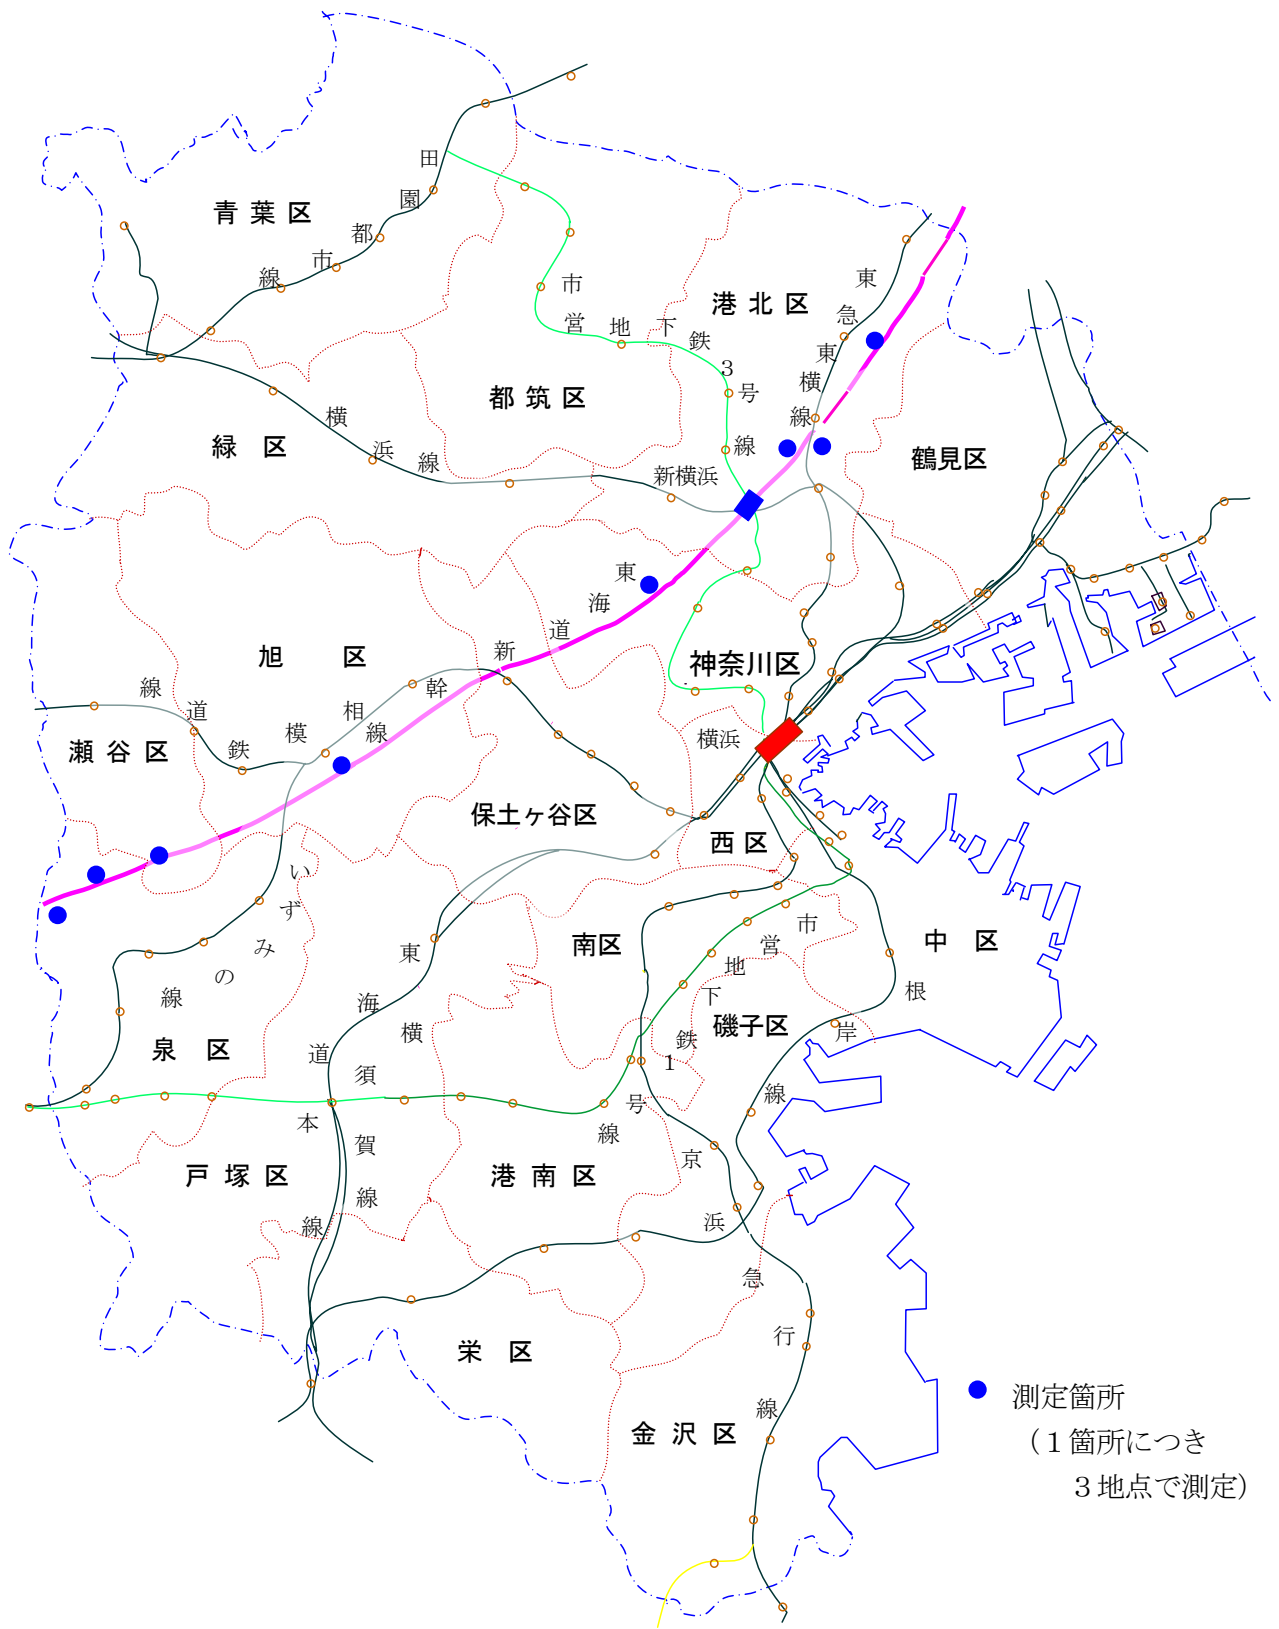 青葉区
田園都市線
市営地下鉄3号線
港北区
東急東横線
都筑区
緑区
横浜線
新横浜
鶴見区
東海道新幹線
神奈川区
旭区
相模鉄道線
瀬谷区
横浜
保土ヶ谷区
西区
いずみの線
南区
中区
市営地下鉄1号線
根岸線
磯子区
東海道本線
横須賀線
泉区
戸塚区
港南区
京浜急行線
栄区
金沢区
測定箇所
（１箇所につき
３地点で測定）